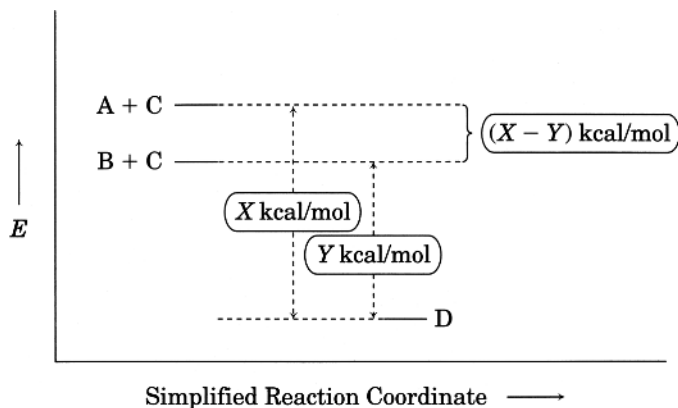 A + C
(X − Y) kcal/mol
B + C
X kcal/mol
E
Y kcal/mol
D
Simplified Reaction Coordinate